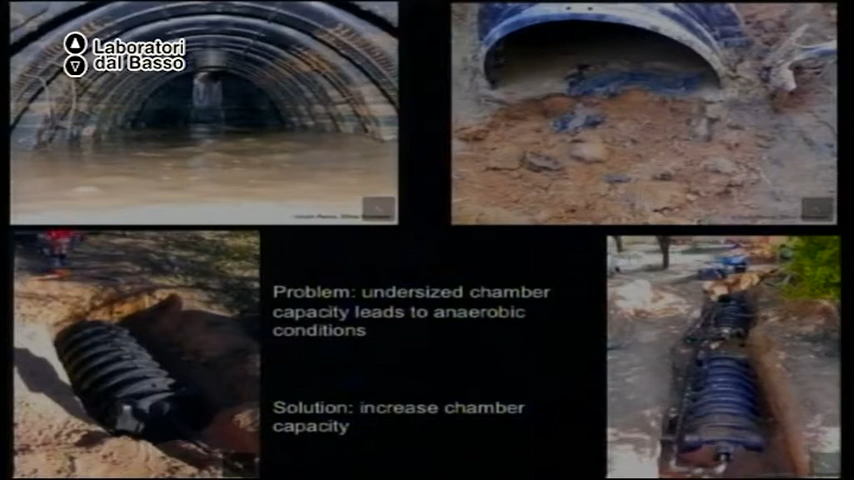 Laboratori
dal Basso
Problem: undersized chamber
capacity leads to anaerobic
conditions
Solution: increase chamber
capacity